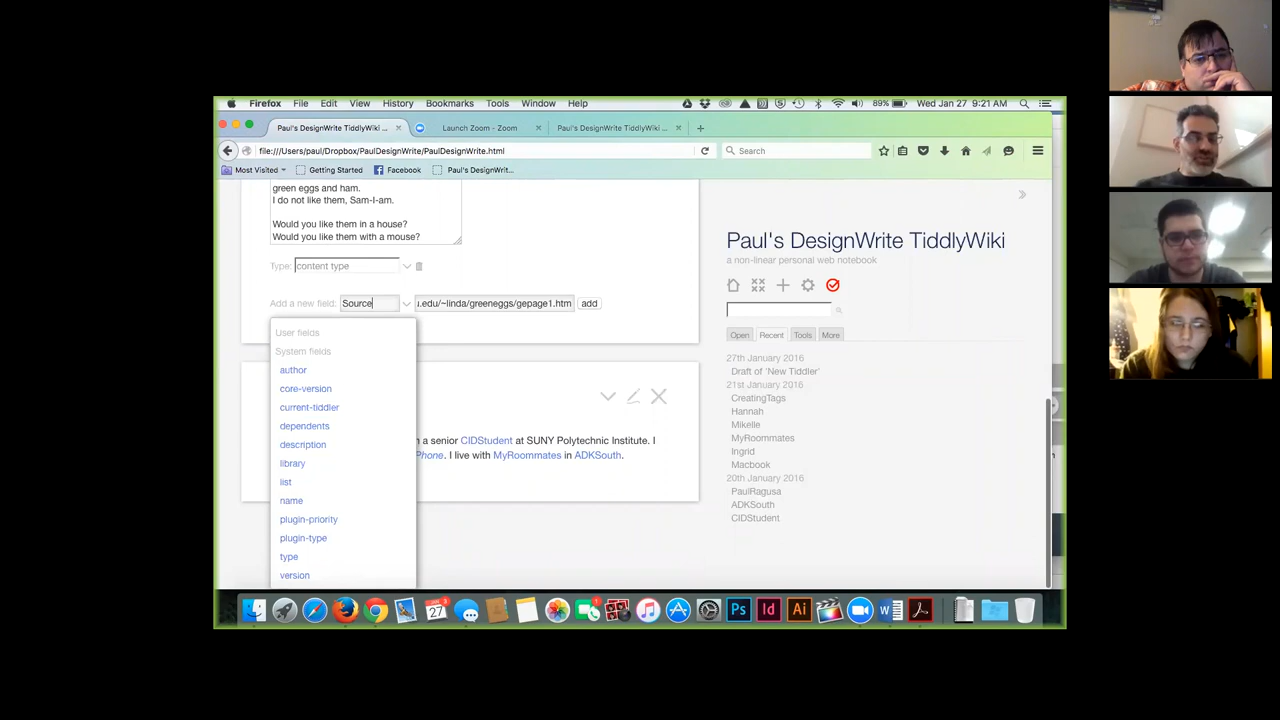 Firefox File Edit View History Bookmarks Tools Window Help 89% Wed Jan 27 9:21 AM
Paul's DesignWrite TiddlyWiki ... Launch Zoom - Zoom Paul's DesignWrite TiddlyWiki ...
file:///Users/paul/Dropbox/PaulDesignWrite/PaulDesignWrite.html Search
Most Visited Getting Started Facebook Paul's DesignWrit...
green eggs and ham.
I do not like them, Sam-I-am.
Would you like them in a house?
Would you like them with a mouse?
Type: content type
Add a new field: Source .edu/~linda/greeneggs/gepage1.htm add
User fields
System fields
author
core-version
current-tiddler
dependents
description
library
list
name
plugin-priority
plugin-type
type
version
a senior CIDStudent at SUNY Polytechnic Institute. I
Phone. I live with MyRoommates in ADKSouth.
Paul's DesignWrite TiddlyWiki
a non-linear personal web notebook
Open Recent Tools More
27th January 2016
Draft of 'New Tiddler'
21st January 2016
CreatingTags
Hannah
Mikelle
MyRoommates
Ingrid
Macbook
20th January 2016
PaulRagusa
ADKSouth
CIDStudent
Ps Id Ai